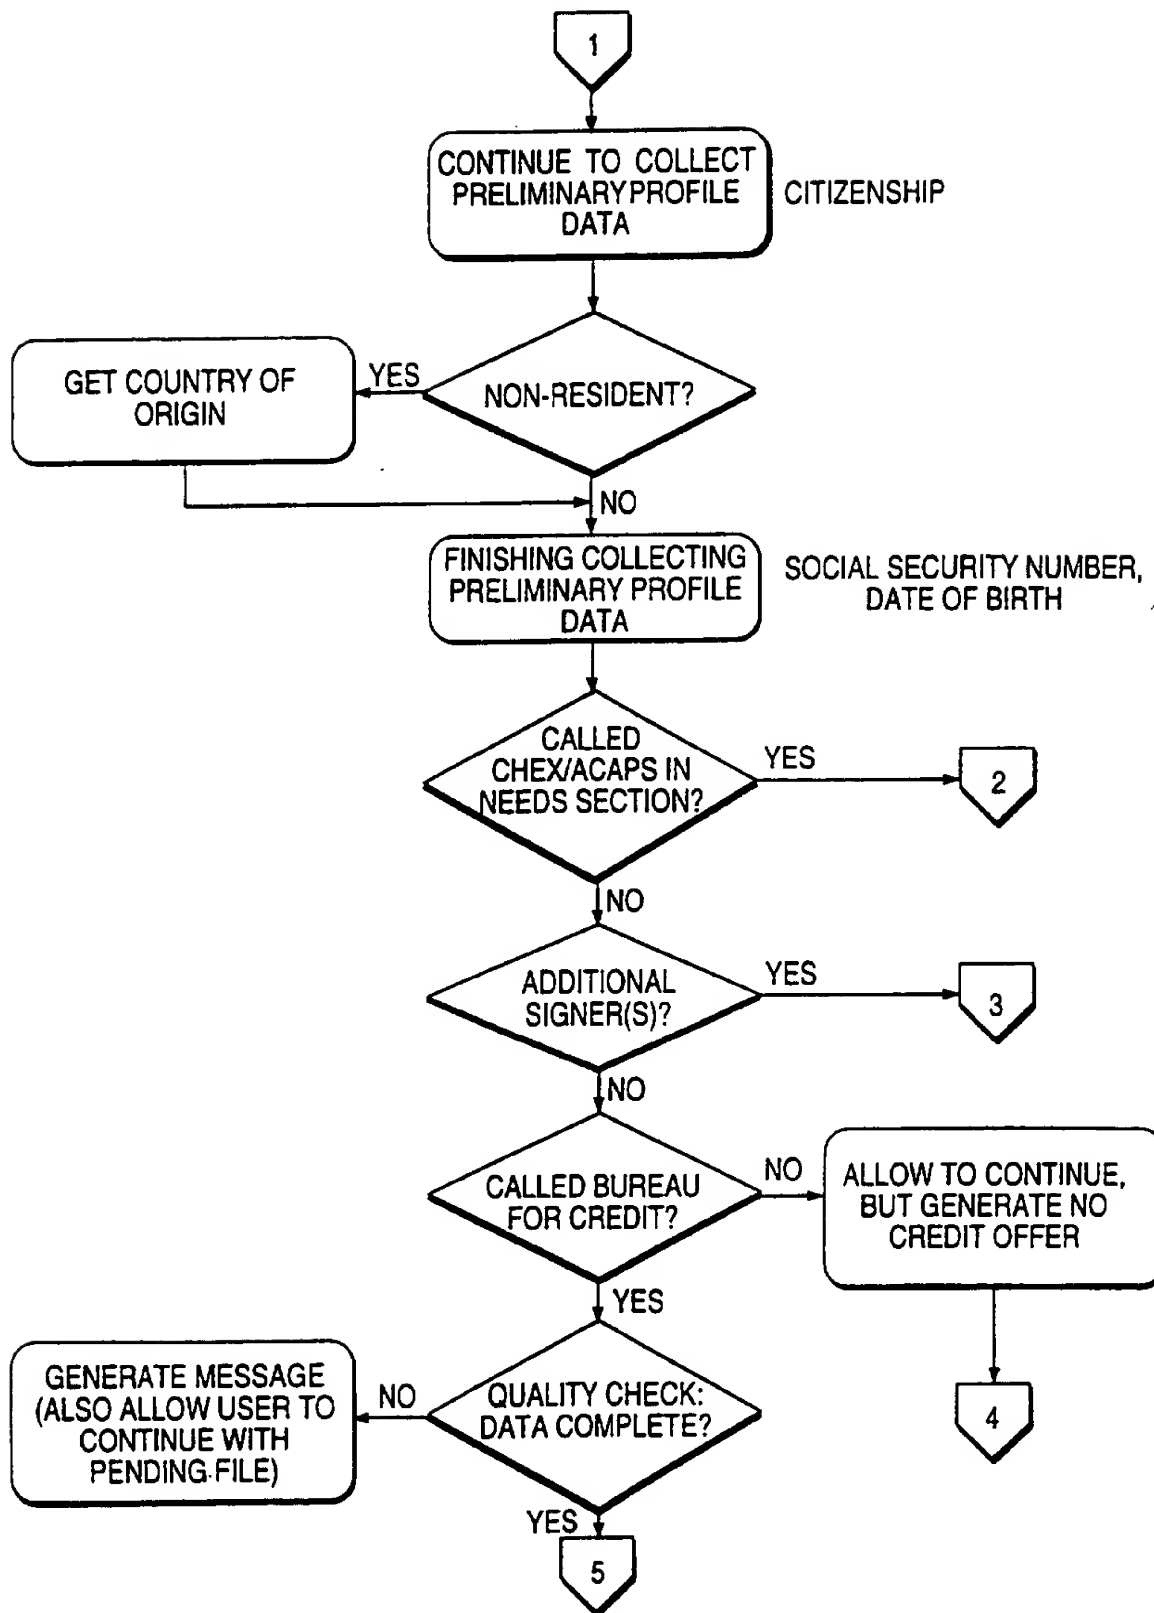 1
CONTINUE TO COLLECT
PRELIMINARY PROFILE
DATA
CITIZENSHIP
GET COUNTRY OF
ORIGIN
YES
NON-RESIDENT?
NO
FINISHING COLLECTING
PRELIMINARY PROFILE
DATA
SOCIAL SECURITY NUMBER,
DATE OF BIRTH
CALLED
CHEX/ACAPS IN
NEEDS SECTION?
YES
2
NO
ADDITIONAL
SIGNER(S)?
YES
3
NO
CALLED BUREAU
FOR CREDIT?
NO
ALLOW TO CONTINUE,
BUT GENERATE NO
CREDIT OFFER
YES
4
GENERATE MESSAGE
(ALSO ALLOW USER TO
CONTINUE WITH
PENDING FILE)
NO
QUALITY CHECK:
DATA COMPLETE?
YES
5